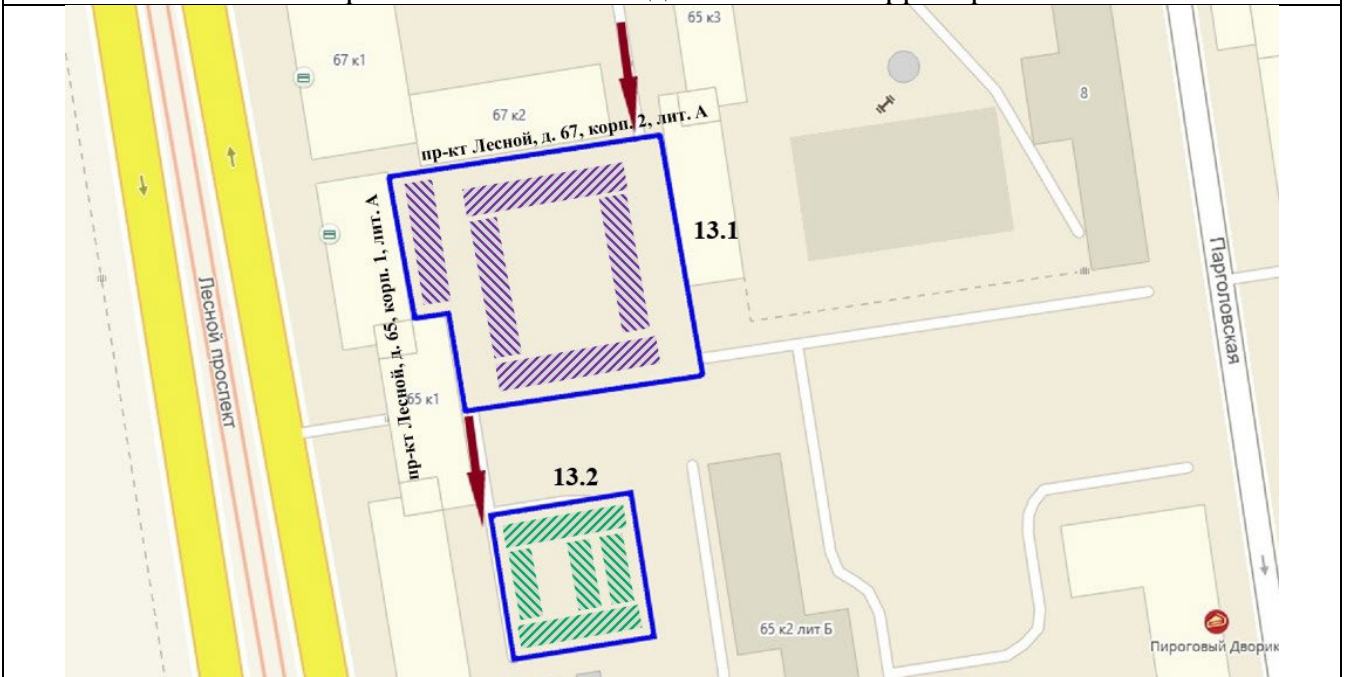 65 к3
67 к1
8
67 к2
пр-кт Лесной, д. 67, корп. 2, лит. А
13.1
пр-кт Лесной, д. 65, корп. 1, лит. А
Лесной проспект
Парголовская
65 к1
13.2
65 к2 лит Б
Пироговый Дворик